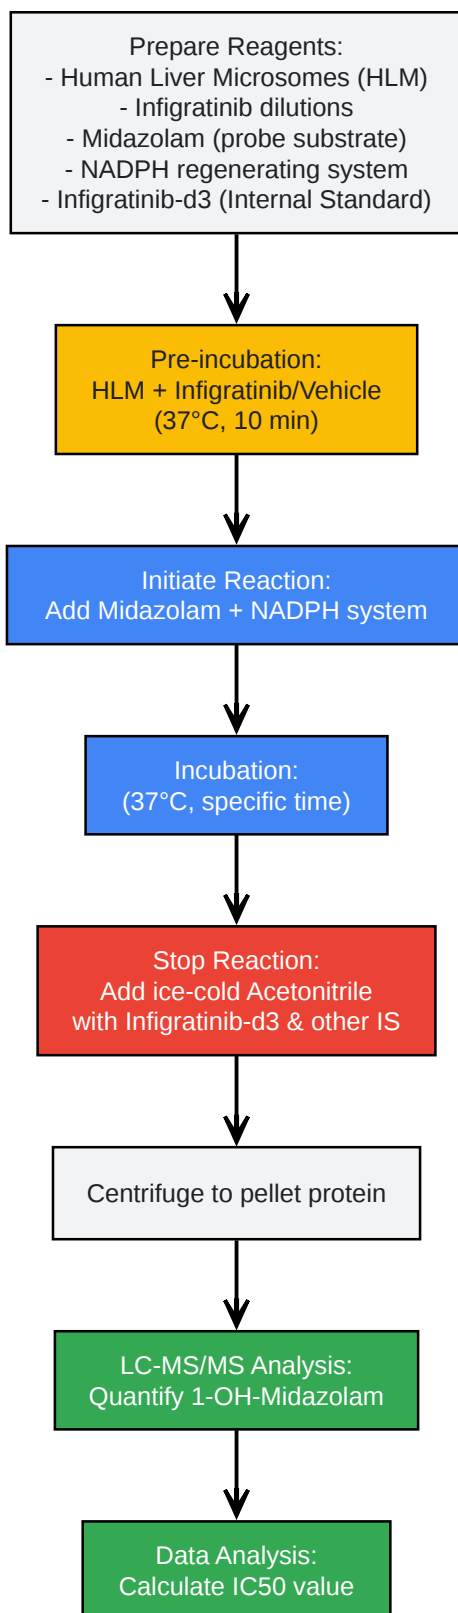 Prepare Reagents:
- Human Liver Microsomes (HLM)
- Infigratinib dilutions
- Midazolam (probe substrate)
- NADPH regenerating system
- Infigratinib-d3 (Internal Standard)
Pre-incubation:
HLM + Infigratinib/Vehicle
(37°C, 10 min)
Initiate Reaction:
Add Midazolam + NADPH system
Incubation:
(37°C, specific time)
Stop Reaction:
Add ice-cold Acetonitrile
with Infigratinib-d3 & other IS
Centrifuge to pellet protein
LC-MS/MS Analysis:
Quantify 1-OH-Midazolam
Data Analysis:
Calculate IC50 value